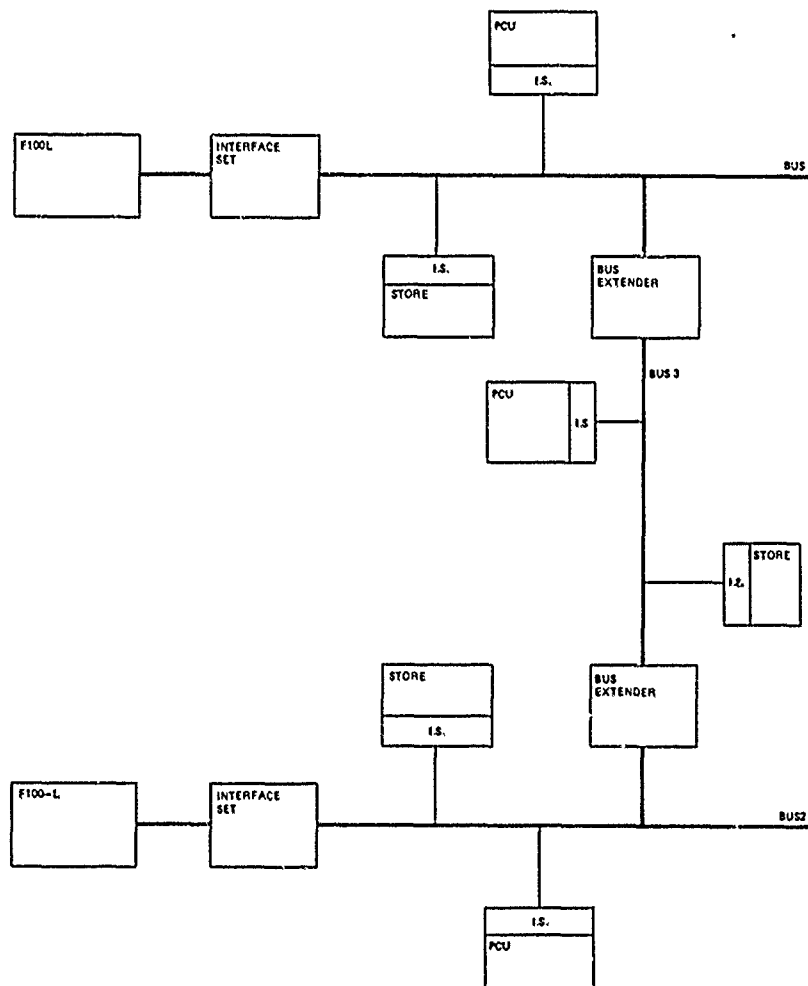 PCU
I.S.
F100L
INTERFACE
SET
BUS
I.S.
STORE
BUS
EXTENDER
BUS 3
PCU
I.S
I.S.
STORE
STORE
I.S.
BUS
EXTENDER
F100-L
INTERFACE
SET
BUS2
I.S.
PCU